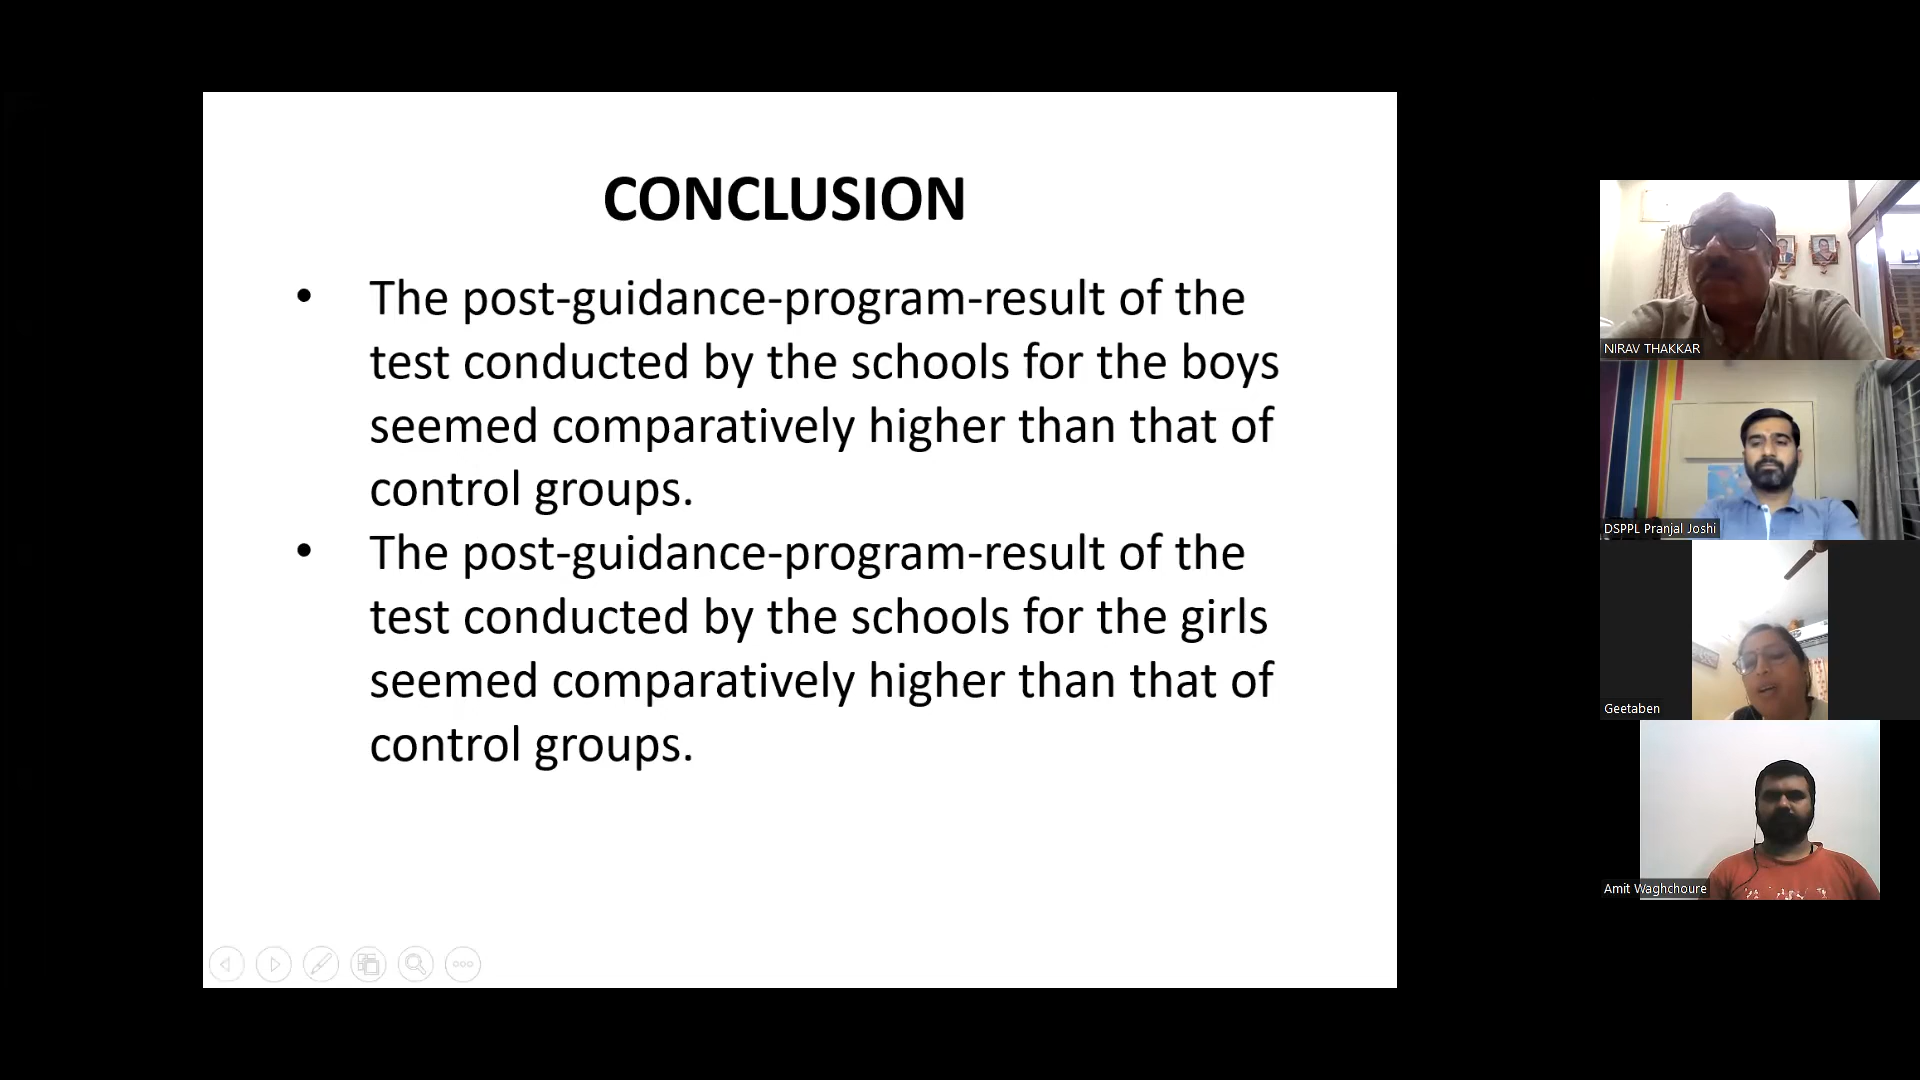 CONCLUSION
• The post-guidance-program-result of the
test conducted by the schools for the boys
seemed comparatively higher than that of
control groups.
• The post-guidance-program-result of the
test conducted by the schools for the girls
seemed comparatively higher than that of
control groups.
NIRAV THAKKAR
DSPPL Pranjal Joshi
Geetaben
Amit Waghchoure